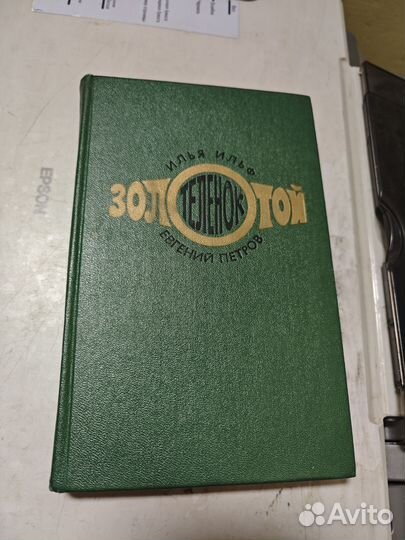 ИЛЬЯ ИЛЬФ
ЗОЛОТОЙ
ТЕЛЕНОК
ЕВГЕНИЙ ПЕТРОВ
EPSON
Avito